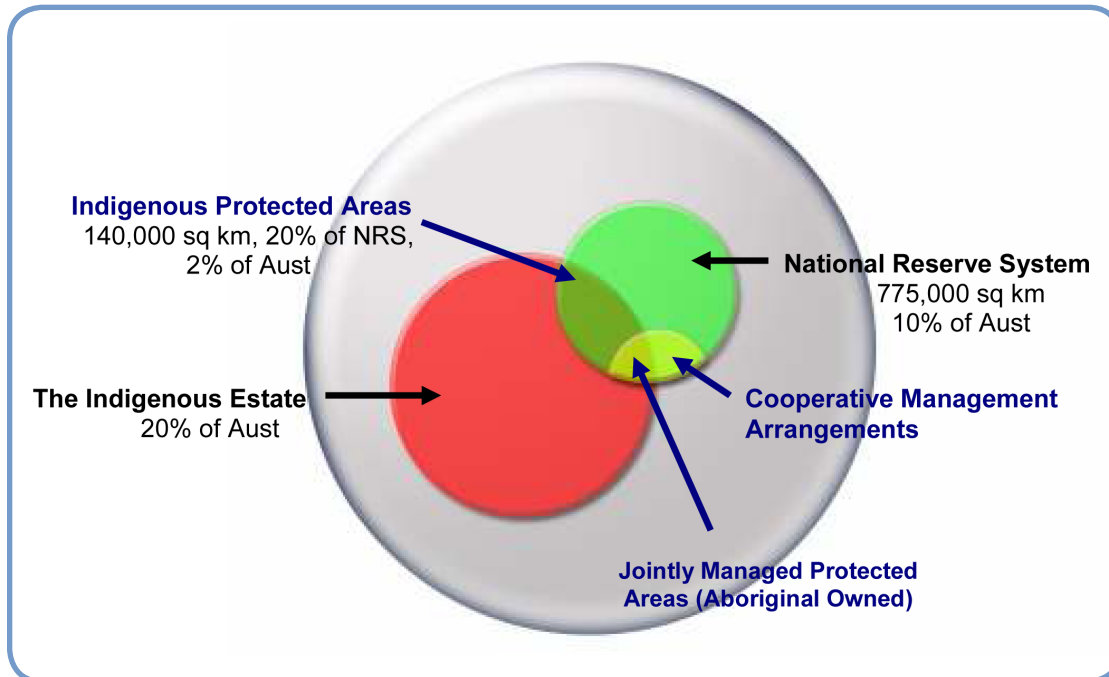 Indigenous Protected Areas
140,000 sq km, 20% of NRS,
2% of Aust
National Reserve System
775,000 sq km
10% of Aust
The Indigenous Estate
20% of Aust
Cooperative Management
Arrangements
Jointly Managed Protected
Areas (Aboriginal Owned)